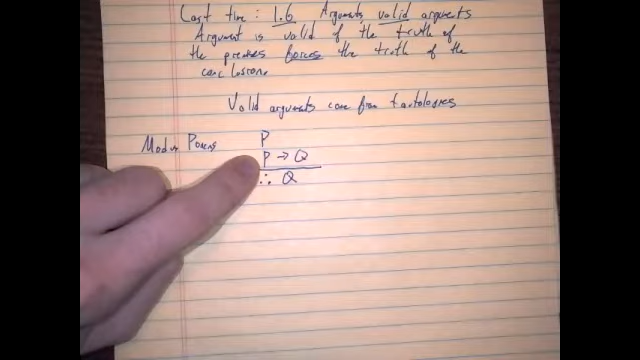 Last time : 1.6 Arguments valid arguments
Argument is valid if the truth of
the premises forces the truth of the
conclusion
Valid arguments come from tautologies
Modus Ponens P
P → Q
∴ Q